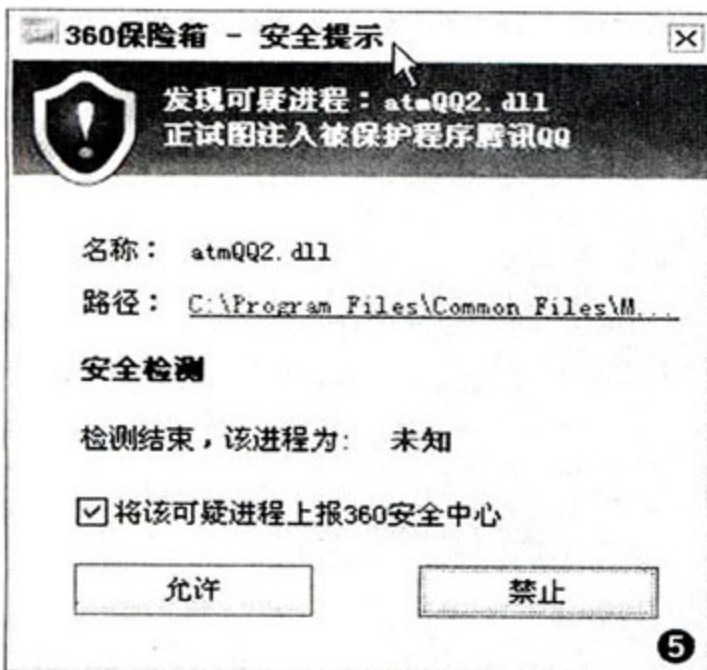 360保险箱 - 安全提示
发现可疑进程：atmQQ2.dll
正试图注入被保护程序腾讯QQ
名称： atmQQ2.dll
路径： C:\Program Files\Common Files\M...
安全检测
检测结束，该进程为: 未知
将该可疑进程上报360安全中心
允许
禁止
5